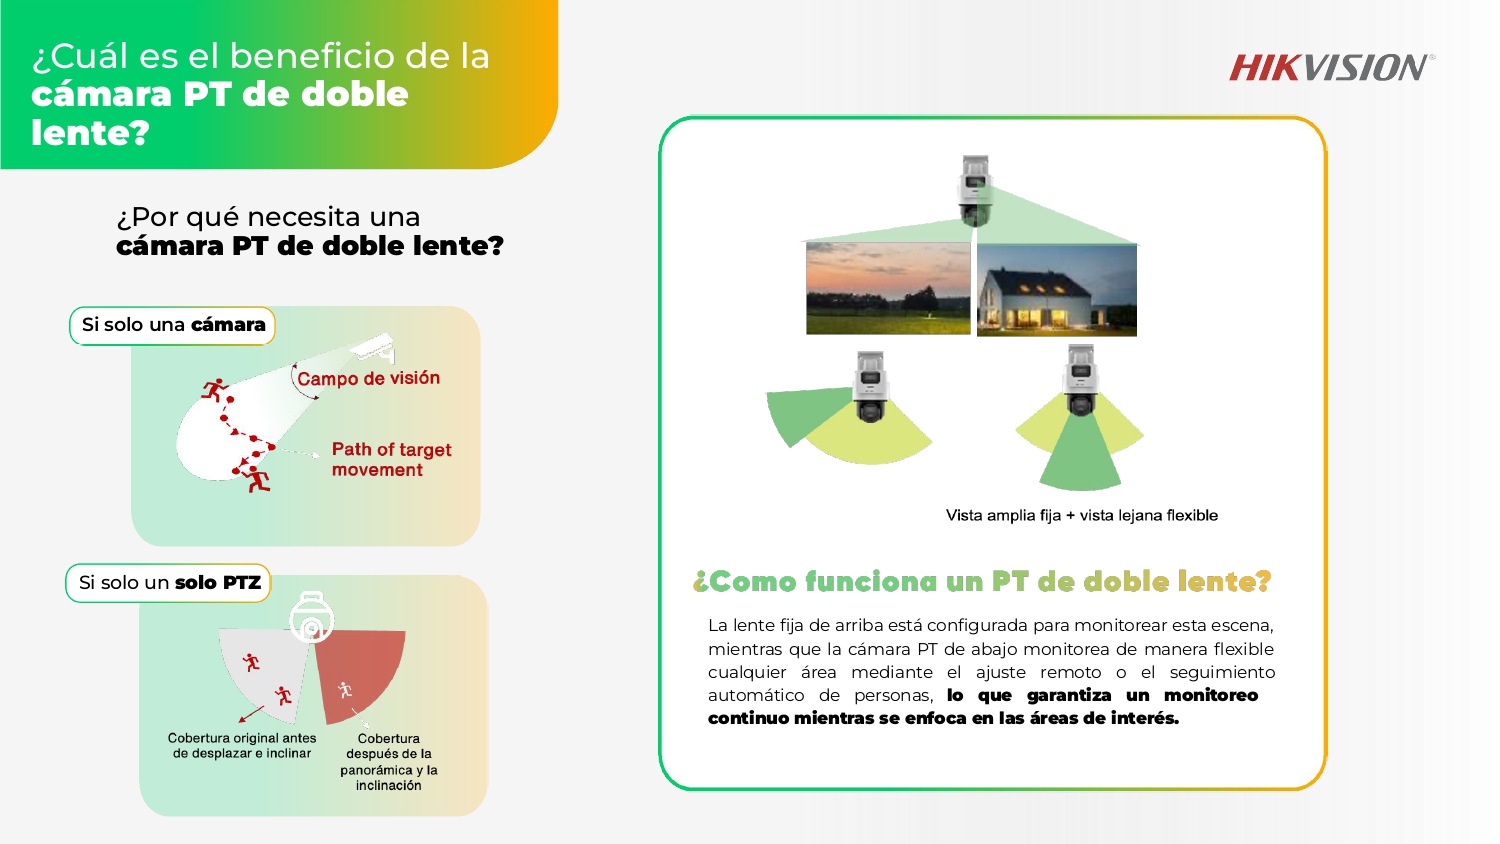 ¿Cuál es el beneficio de la
cámara PT de doble
lente?
HIKVISION®
¿Por qué necesita una
cámara PT de doble lente?
Si solo una cámara
Campo de visión
Path of target
movement
Si solo un solo PTZ
Cobertura original antes
de desplazar e inclinar
Cobertura
después de la
panorámica y la
inclinación
Vista amplia fija + vista lejana flexible
¿Como funciona un PT de doble lente?
La lente fija de arriba está configurada para monitorear esta escena,
mientras que la cámara PT de abajo monitorea de manera flexible
cualquier área mediante el ajuste remoto o el seguimiento
automático de personas, lo que garantiza un monitoreo
continuo mientras se enfoca en las áreas de interés.